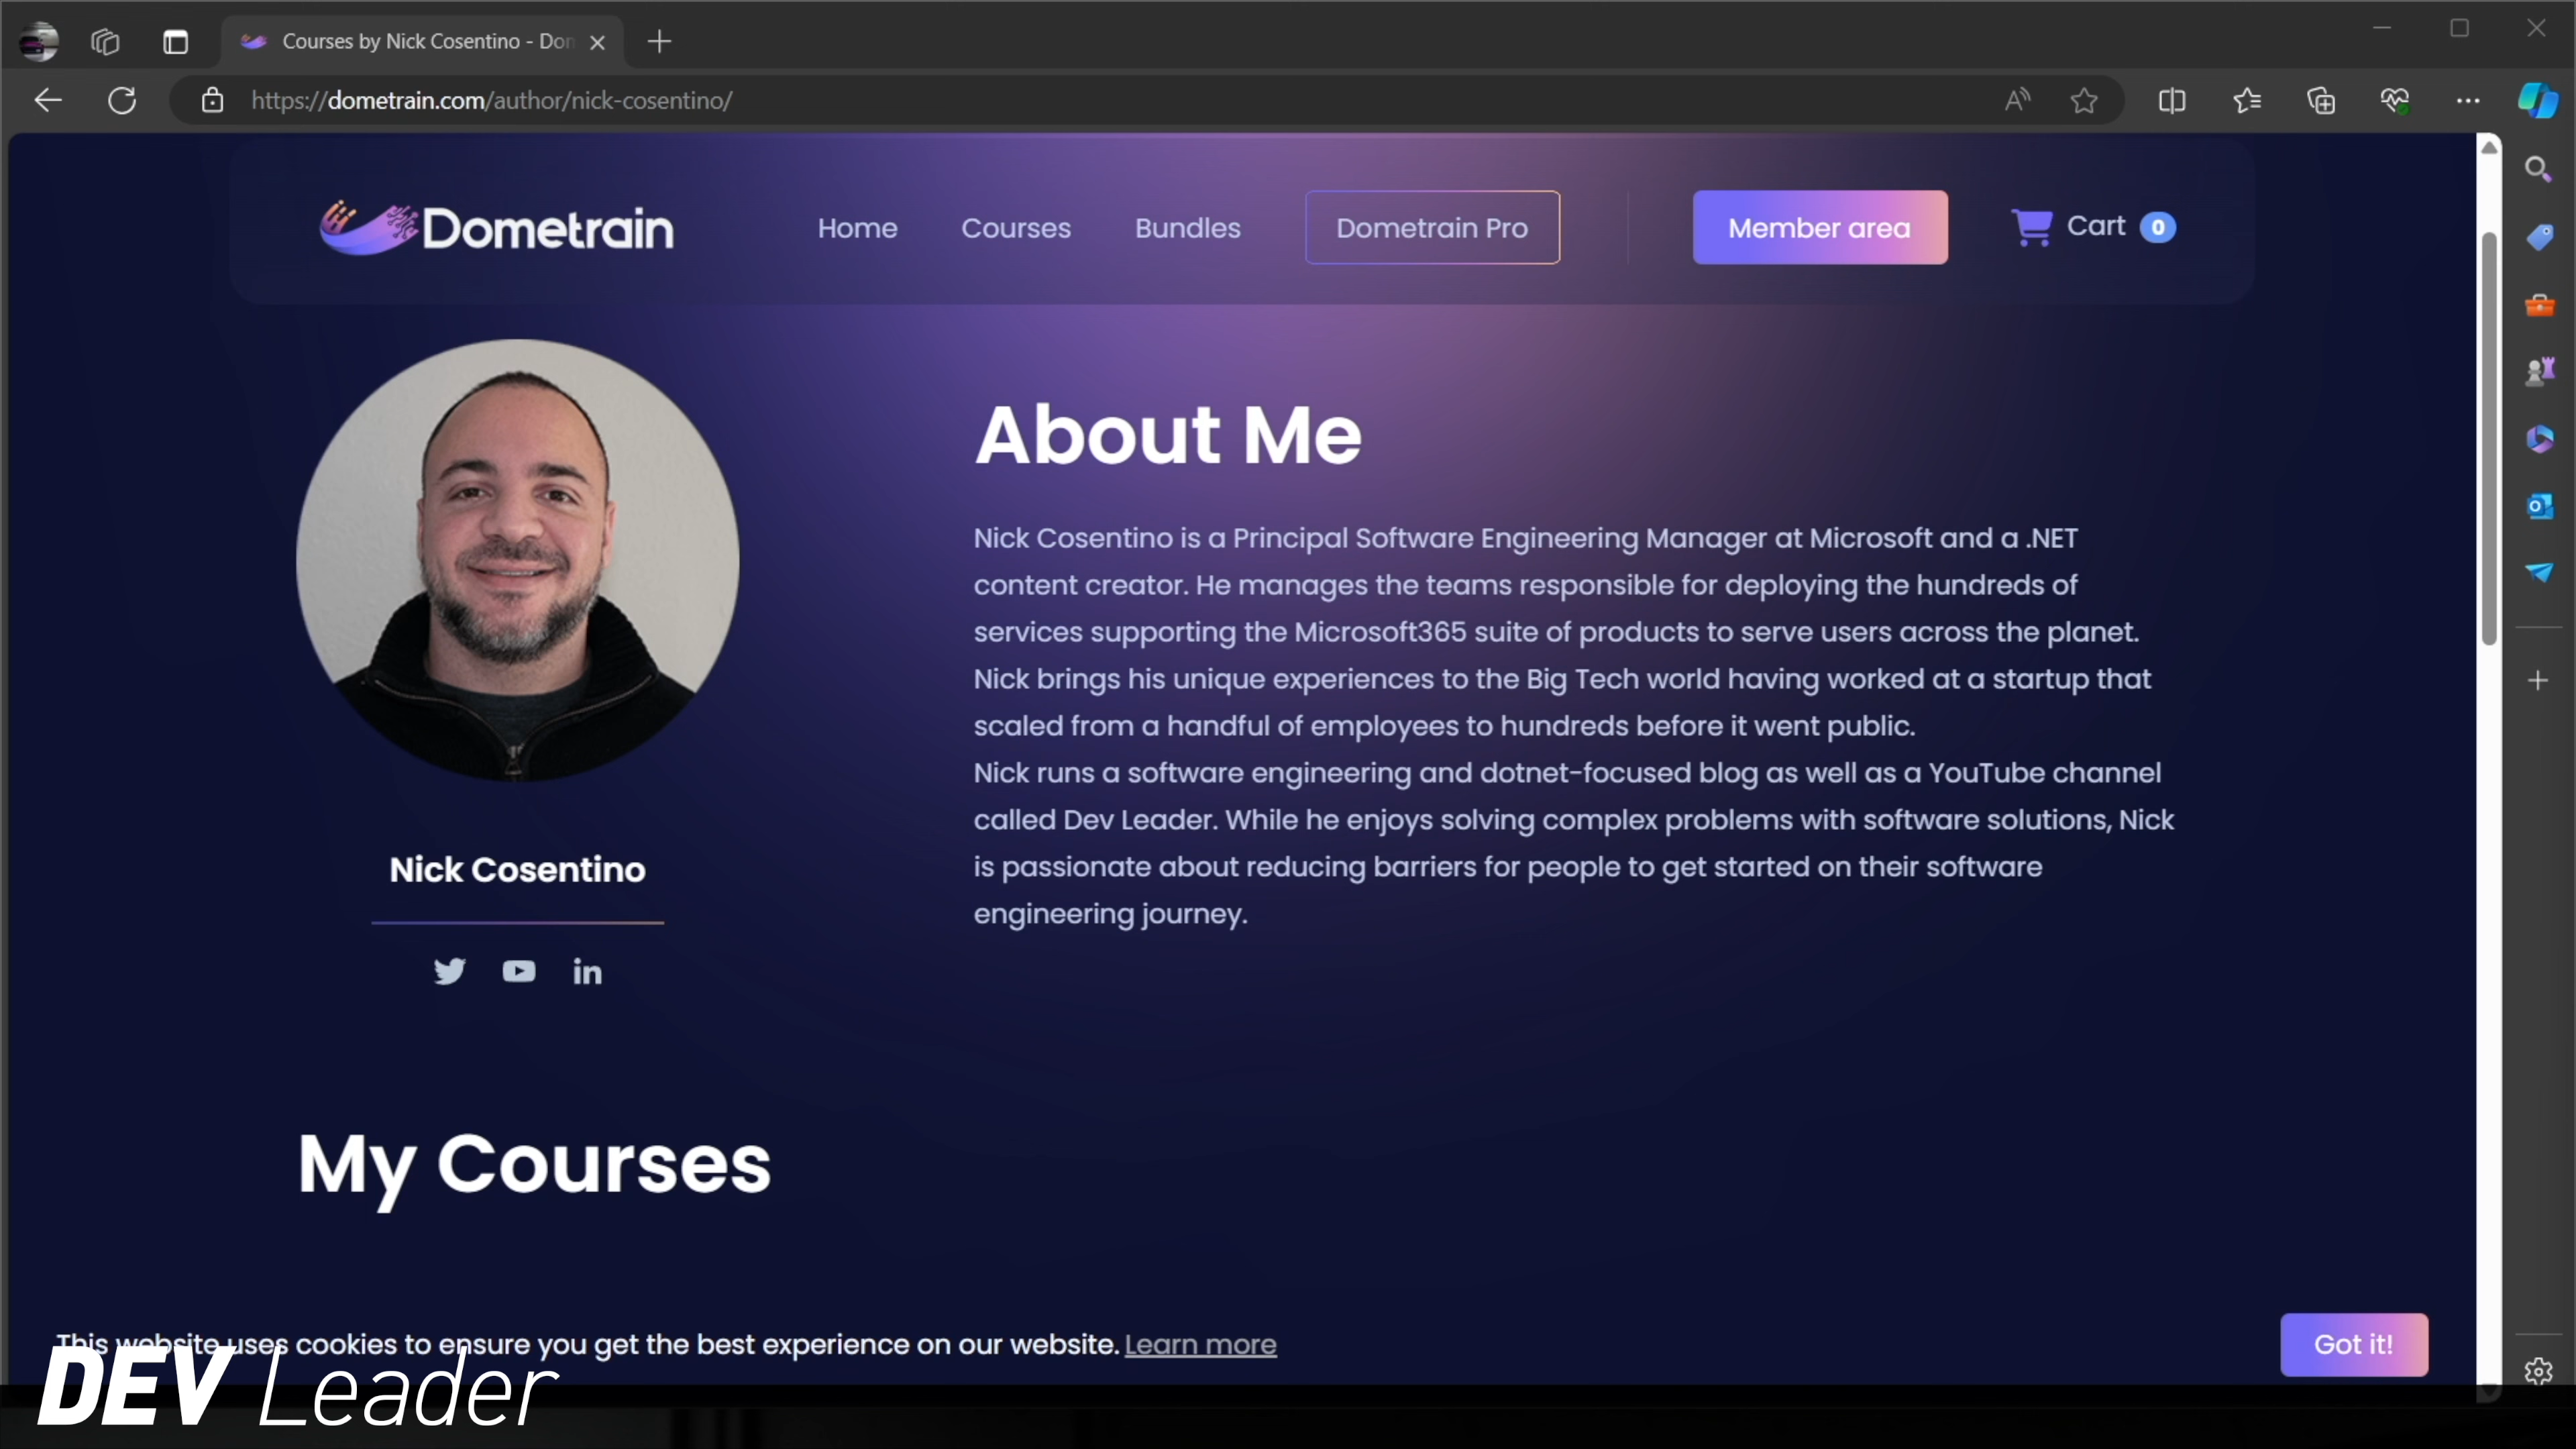 Courses by Nick Cosentino - Don
https://dometrain.com/author/nick-cosentino/
Dometrain
Home
Courses
Bundles
Dometrain Pro
Member area
Cart 0
About Me
Nick Cosentino is a Principal Software Engineering Manager at Microsoft and a .NET
content creator. He manages the teams responsible for deploying the hundreds of
services supporting the Microsoft365 suite of products to serve users across the planet.
Nick brings his unique experiences to the Big Tech world having worked at a startup that
scaled from a handful of employees to hundreds before it went public.
Nick runs a software engineering and dotnet-focused blog as well as a YouTube channel
called Dev Leader. While he enjoys solving complex problems with software solutions, Nick
is passionate about reducing barriers for people to get started on their software
engineering journey.
Nick Cosentino
My Courses
This website uses cookies to ensure you get the best experience on our website. Learn more
Got it!
DEV Leader